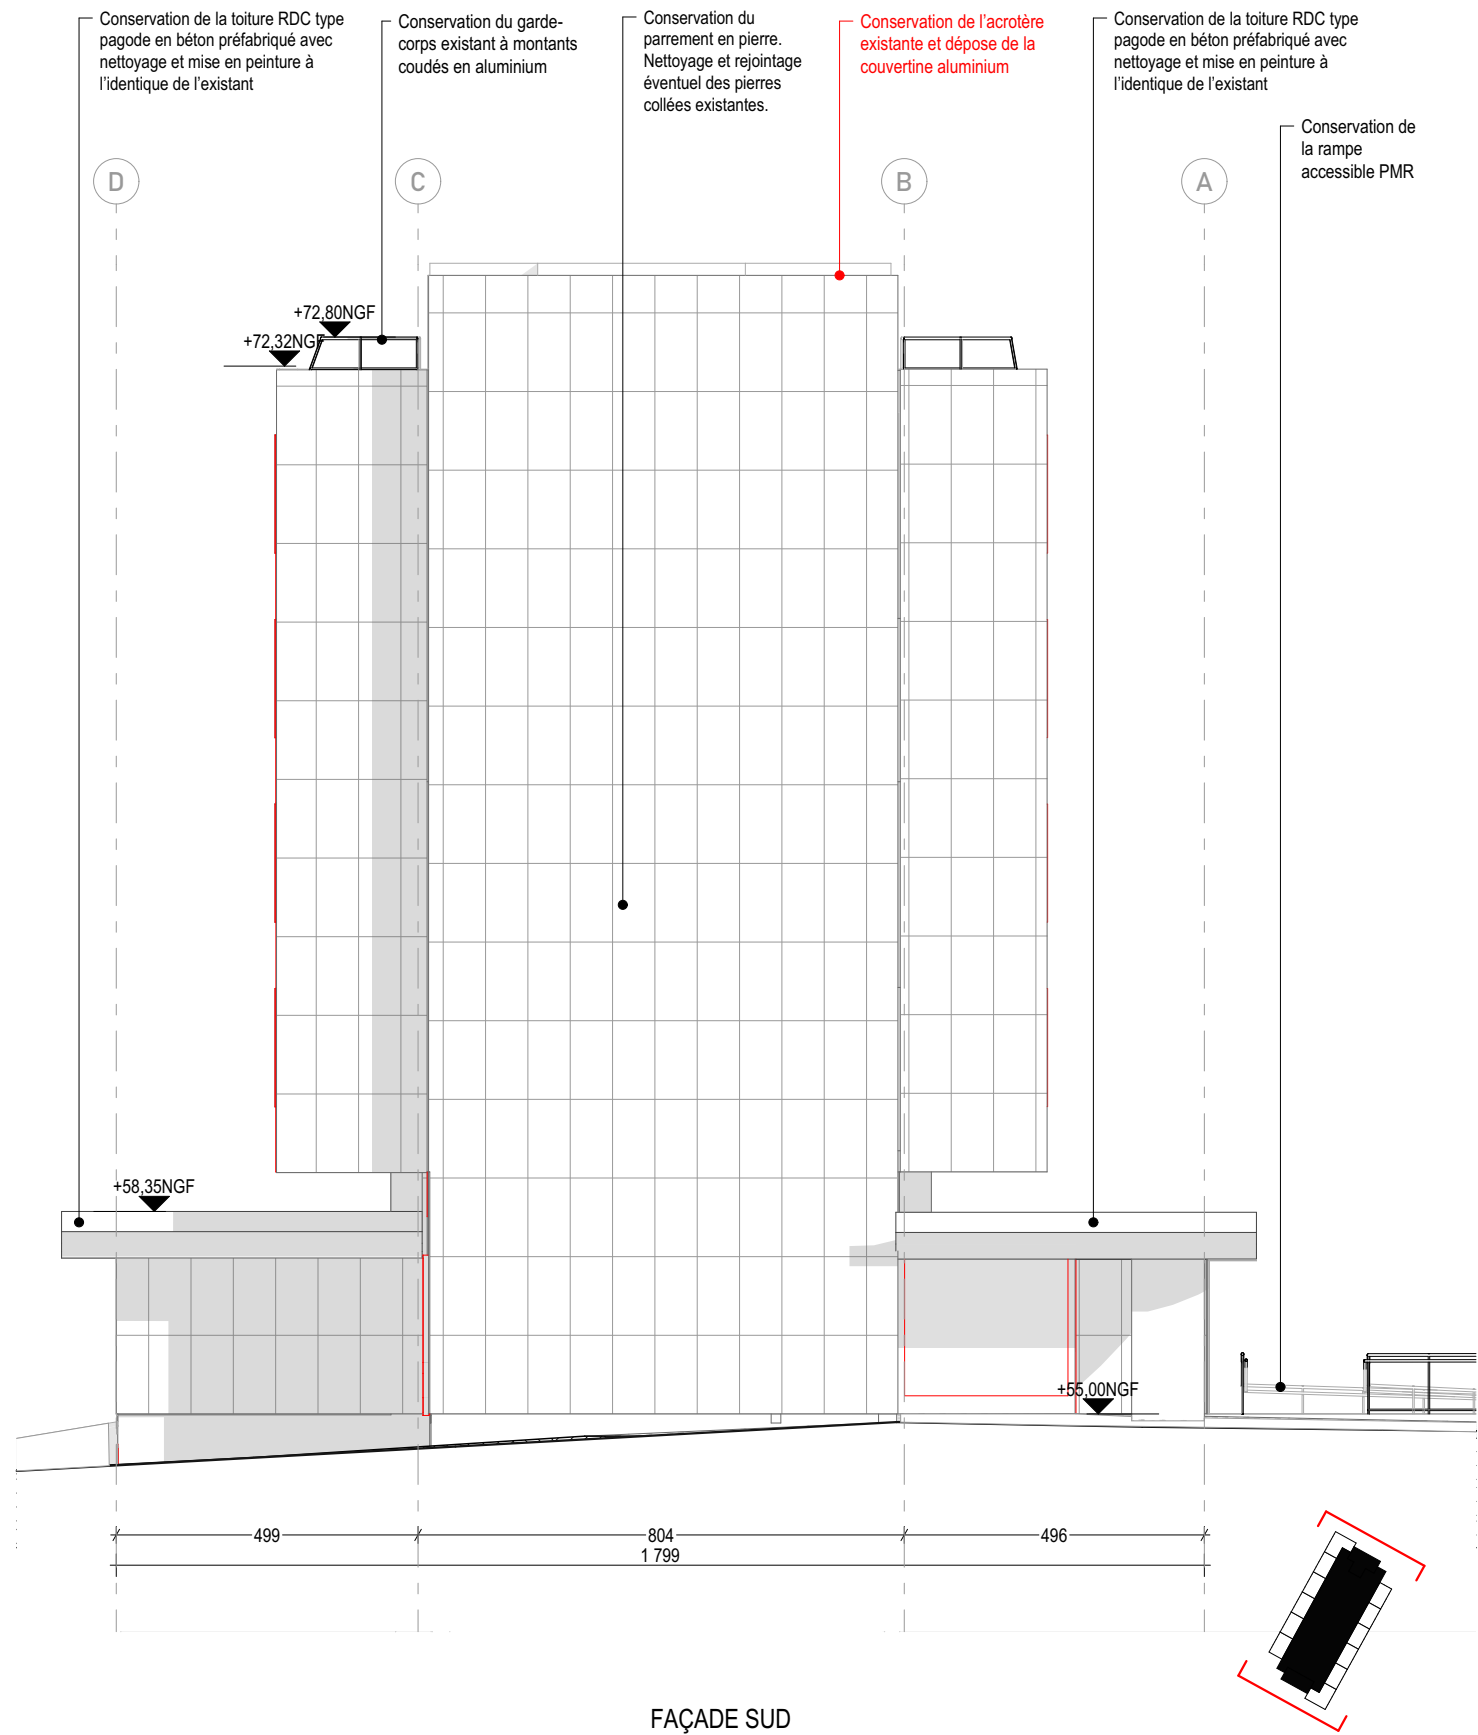 Conservation de la toiture RDC type
pagode en béton préfabriqué avec
nettoyage et mise en peinture à
l'identique de l'existant
Conservation du garde-
corps existant à montants
coudés en aluminium
Conservation du
parrement en pierre.
Nettoyage et rejointage
éventuel des pierres
collées existantes.
Conservation de l'acrotère
existante et dépose de la
couvertine aluminium
Conservation de la toiture RDC type
pagode en béton préfabriqué avec
nettoyage et mise en peinture à
l'identique de l'existant
Conservation de
la rampe
accessible PMR
D
C
B
A
+72,80NGF
+72,32NGF
+58,35NGF
+55,00NGF
499
804
496
1 799
FAÇADE SUD